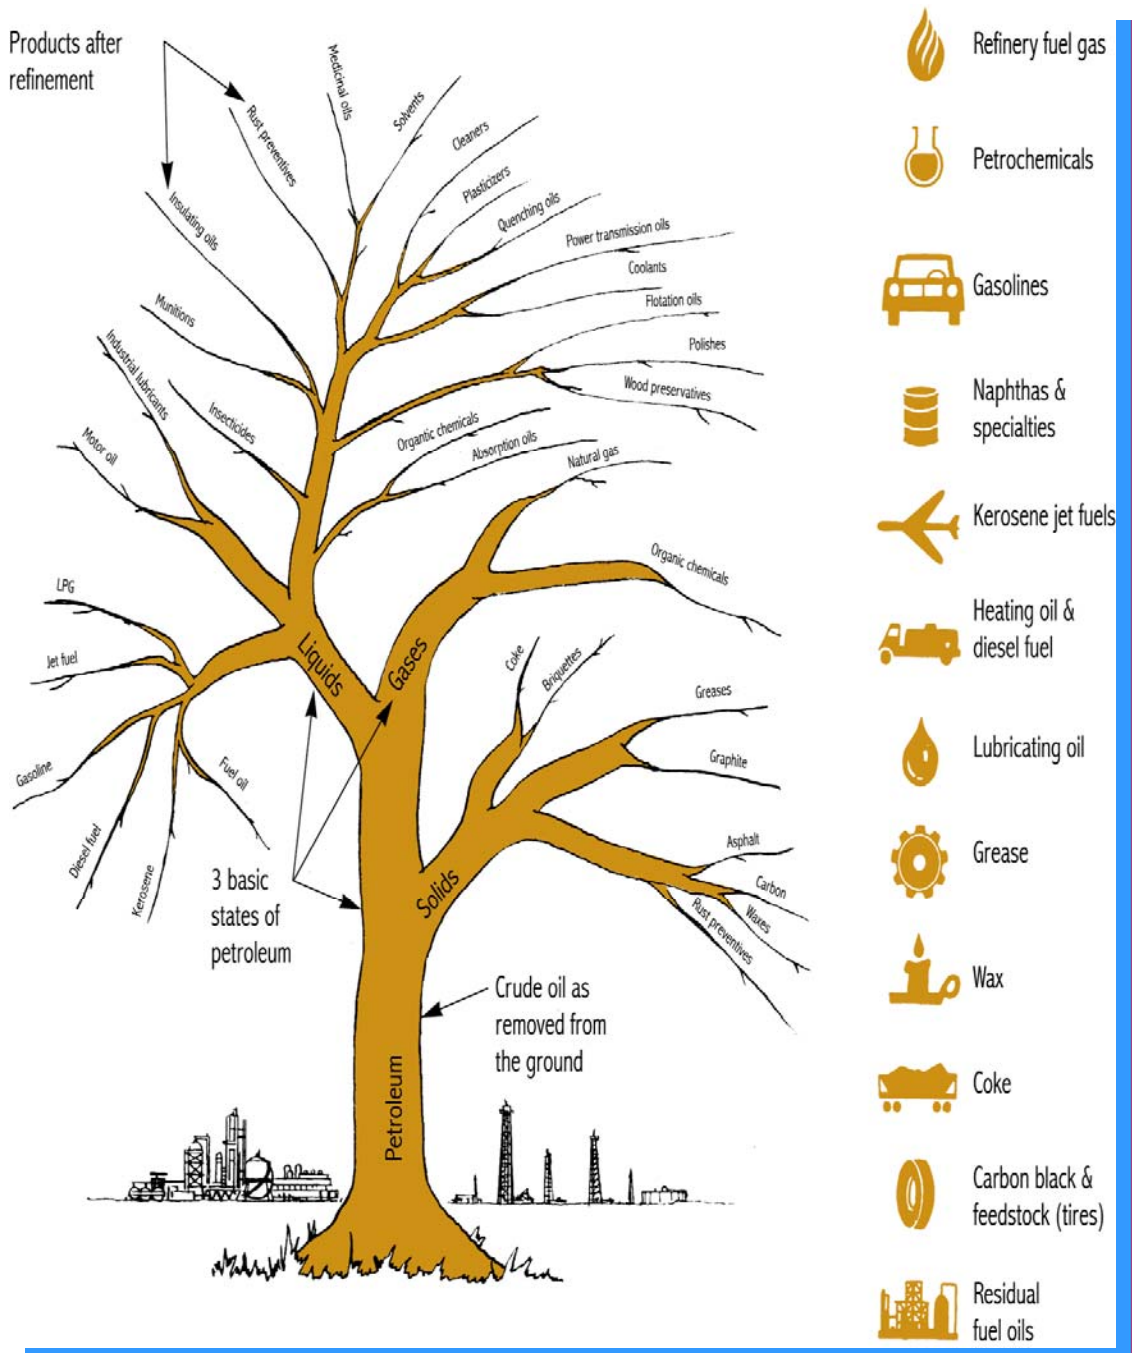 Products after
refinement
Medicinal oils
Solvents
Rust preventives
Cleaners
Plasticizers
Insulating oils
Quenching oils
Power transmission oils
Coolants
Munitions
Flotation oils
Industrial lubricants
Polishes
Wood preservatives
Insecticides
Organtic chemicals
Motor oil
Absorption oils
Natural gas
Organtic chemicals
LPG
Jet fuel
Liquids
Gases
Coke
Briquettes
Greases
Graphite
Gasoline
Fuel oil
Diesel fuel
Kerosene
Asphalt
Carbon
Waxes
Rust preventives
Solids
3 basic
states of
petroleum
Crude oil as
removed from
the ground
Petroleum
Refinery fuel gas
Petrochemicals
Gasolines
Naphthas &
specialties
Kerosene jet fuels
Heating oil &
diesel fuel
Lubricating oil
Grease
Wax
Coke
Carbon black &
feedstock (tires)
Residual
fuel oils